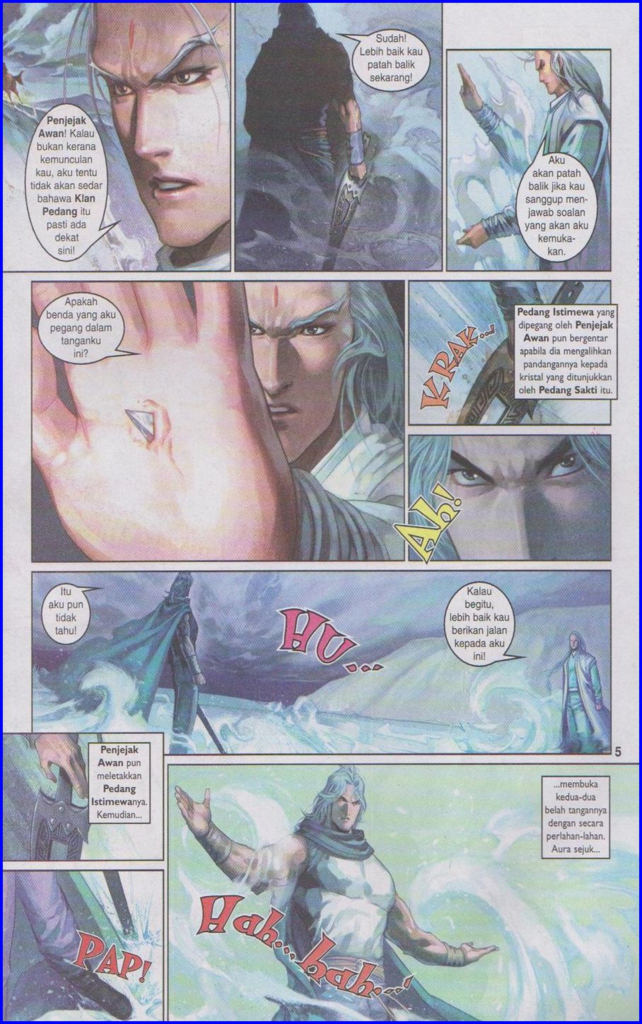 Penjejak
Awan! Kalau
bukan kerana
kemunculan
kau, aku tentu
tidak akan sedar
bahawa Klan
Pedang itu
pasti ada
dekat
sini!
Sudah!
Lebih baik kau
patah balik
sekarang!
Aku
akan patah
balik jika kau
sanggup men-
jawab soalan
yang akan aku
kemuka-
kan.
Apakah
benda yang aku
pegang dalam
tanganku
ini?
KRAK...!
Pedang Istimewa yang
dipegang oleh Penjejak
Awan pun bergentar
apabila dia mengalihkan
pandangannya kepada
kristal yang ditunjukkan
oleh Pedang Sakti itu.
Ah!
Itu
aku pun
tidak
tahu!
HU...
Kalau
begitu,
lebih baik kau
berikan jalan
kepada aku
ini!
5
Penjejak
Awan pun
meletakkan
Pedang
Istimewanya.
Kemudian...
PAP!
...membuka
kedua-dua
belah tangannya
dengan secara
perlahan-lahan.
Aura sejuk...
Hah...hah...!